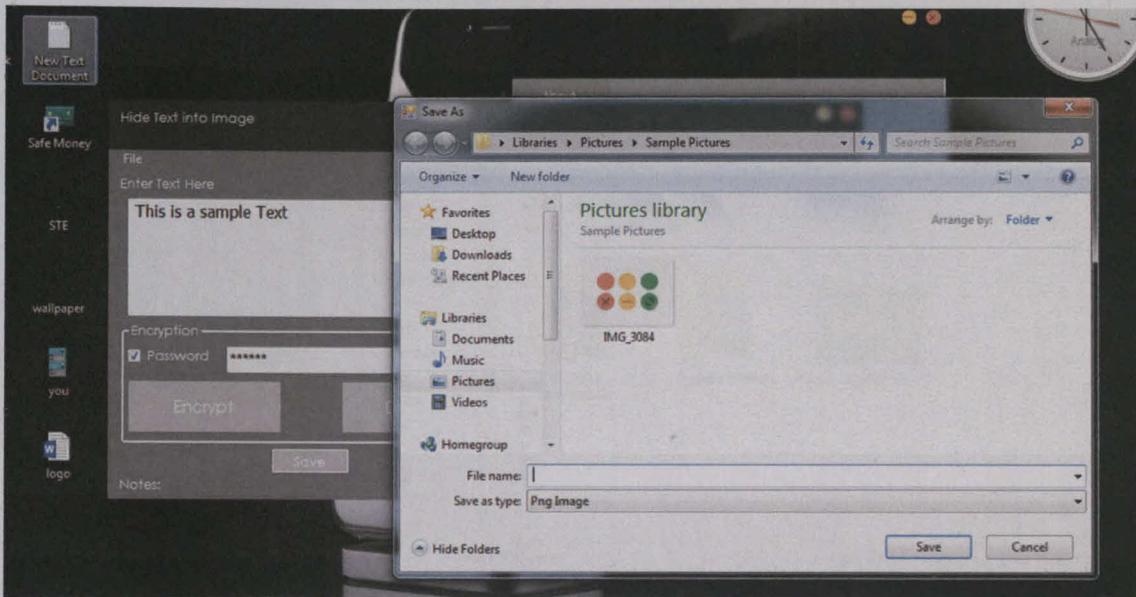 New Text
Document
Safe Money
STE
wallpaper
you
logo
Analog
Hide Text into Image
File
Enter Text Here
This is a sample Text
Encryption
Password
******
Encrypt
Save
Notes:
Save As
Libraries
Pictures
Sample Pictures
Search Sample Pictures
Organize
New folder
Favorites
Desktop
Downloads
Recent Places
Libraries
Documents
Music
Pictures
Videos
Homegroup
Pictures library
Sample Pictures
Arrange by: Folder
IMG_3084
File name:
Save as type: Png Image
Hide Folders
Save
Cancel